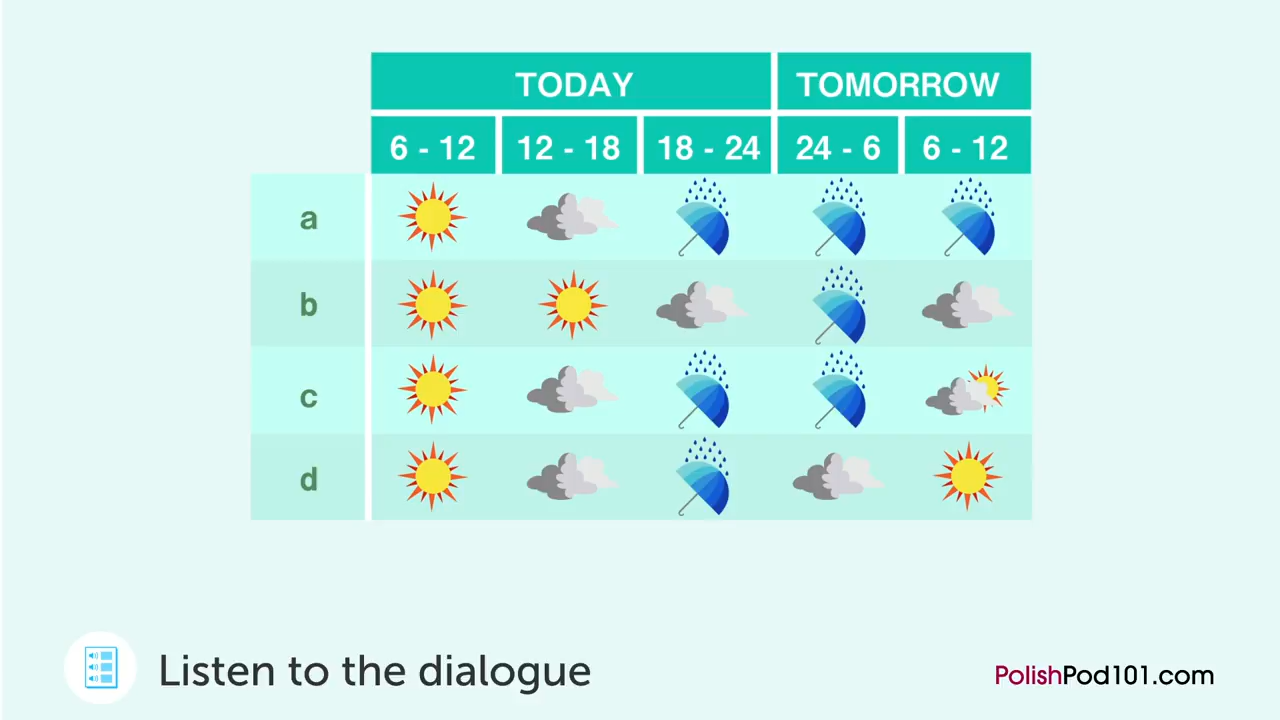 TODAY TOMORROW
6 - 12 12 - 18 18 - 24 24 - 6 6 - 12
a
b
c
d
Listen to the dialogue
PolishPod101.com